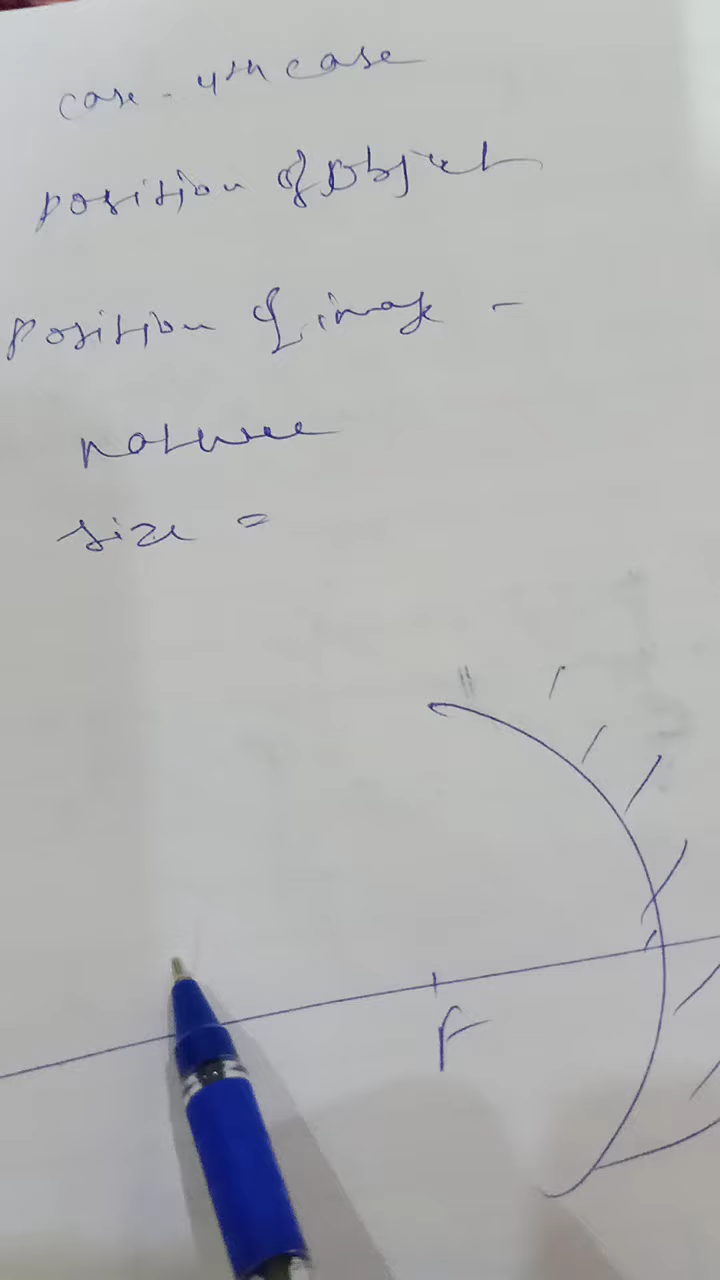 case - 4th case
position of Object
position of image -
nature
size =
F